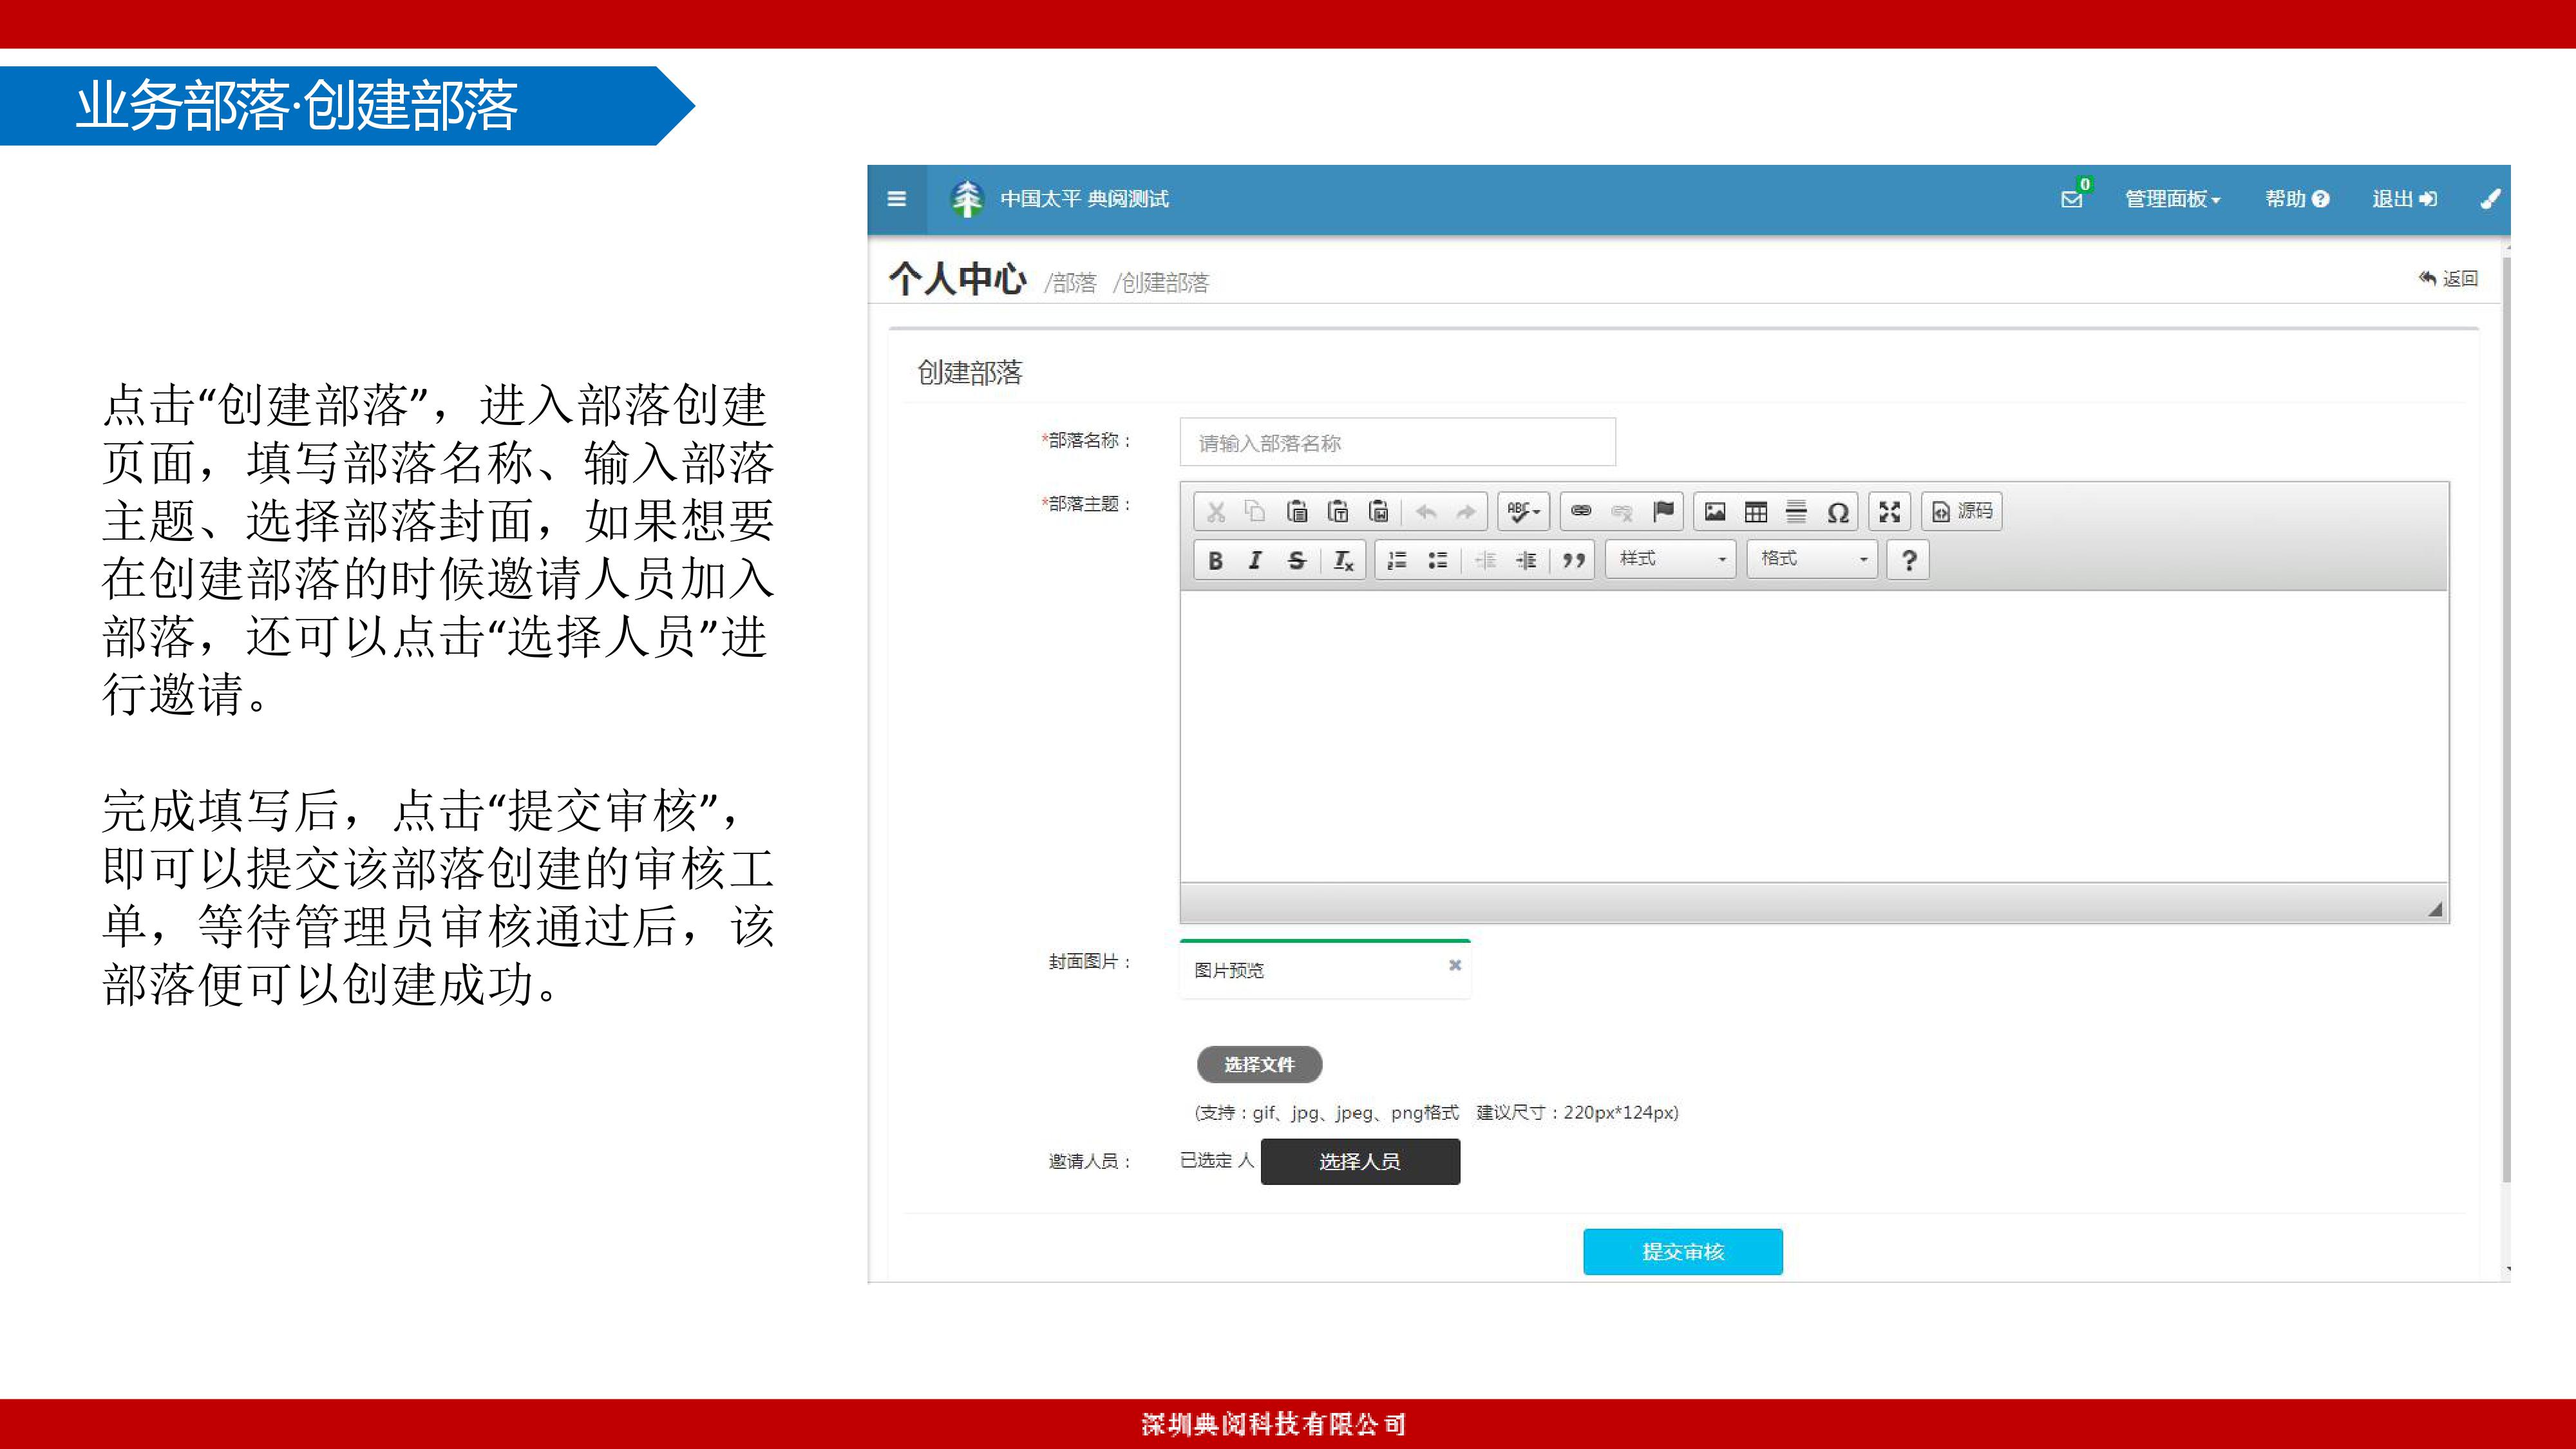 业务部落·创建部落
中国太平 典阅测试
0
管理面板
帮助
退出
个人中心 /部落 /创建部落
返回
点击“创建部落”，进入部落创建
页面，填写部落名称、输入部落
主题、选择部落封面，如果想要
在创建部落的时候邀请人员加入
部落，还可以点击“选择人员”进
行邀请。
完成填写后，点击“提交审核”，
即可以提交该部落创建的审核工
单，等待管理员审核通过后，该
部落便可以创建成功。
创建部落
*部落名称：
请输入部落名称
*部落主题：
源码
样式
格式
封面图片：
图片预览
选择文件
(支持：gif、jpg、jpeg、png格式 建议尺寸：220px*124px)
邀请人员：
已选定 人
选择人员
提交审核
深圳典阅科技有限公司